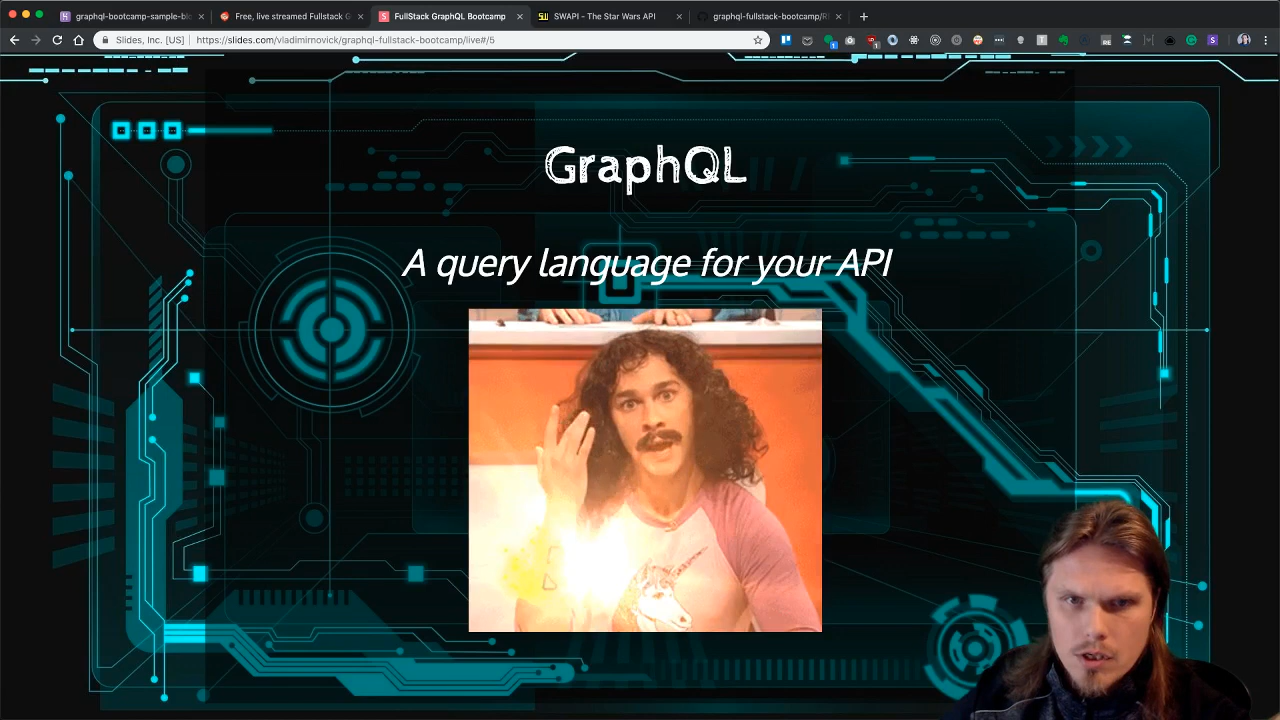 graphql-bootcamp-sample-blo
Free, live streamed Fullstack G
FullStack GraphQL Bootcamp
SWAPI - The Star Wars API
graphql-fullstack-bootcamp/RE
Slides, Inc. [US]
https://slides.com/vladimirnovick/graphql-fullstack-bootcamp/live#/5
GraphQL
A query language for your API